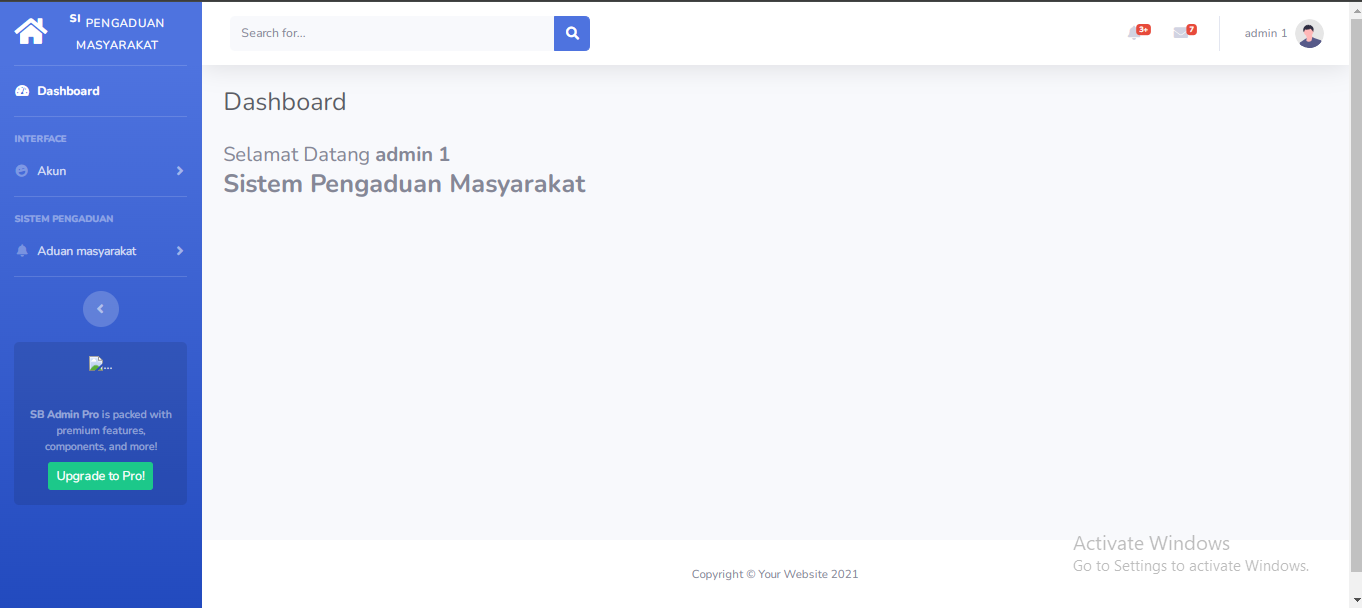 SI PENGADUAN
MASYARAKAT
Search for...
3+
7
admin 1
Dashboard
INTERFACE
Akun
SISTEM PENGADUAN
Aduan masyarakat
...
SB Admin Pro is packed with
premium features,
components, and more!
Upgrade to Pro!
Dashboard
Selamat Datang admin 1
Sistem Pengaduan Masyarakat
Activate Windows
Go to Settings to activate Windows.
Copyright © Your Website 2021